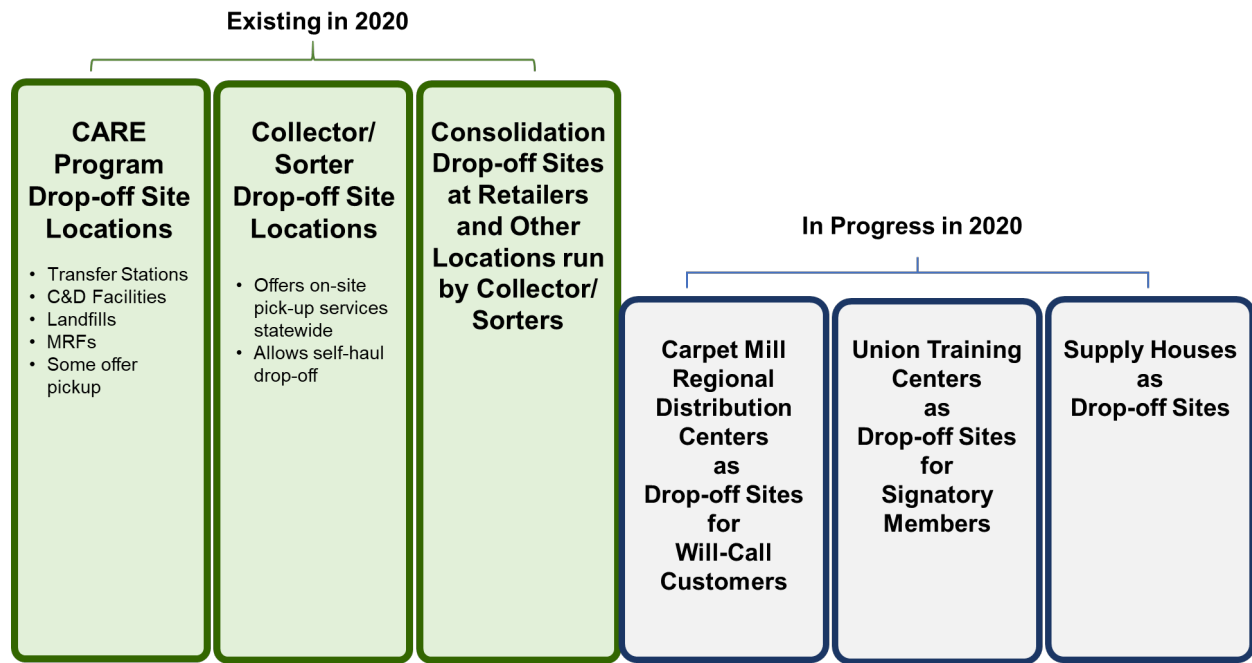 Existing in 2020
CARE
Program
Drop-off Site
Locations
• Transfer Stations
• C&D Facilities
• Landfills
• MRFs
• Some offer
pickup
Collector/
Sorter
Drop-off Site
Locations
• Offers on-site
pick-up services
statewide
• Allows self-haul
drop-off
Consolidation
Drop-off Sites
at Retailers
and Other
Locations run
by Collector/
Sorters
In Progress in 2020
Carpet Mill
Regional
Distribution
Centers
as
Drop-off Sites
for
Will-Call
Customers
Union Training
Centers
as
Drop-off Sites
for
Signatory
Members
Supply Houses
as
Drop-off Sites